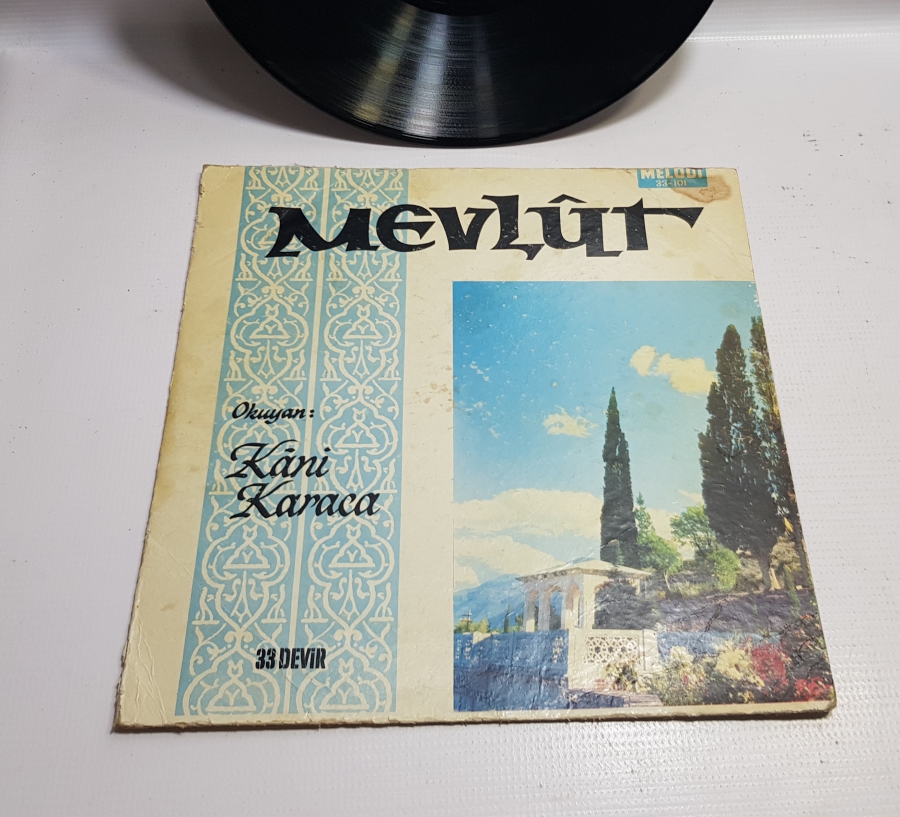 MELODİ
33-101
MEVLÛT
Okuyan:
Kâni
Karaca
33 DEVİR